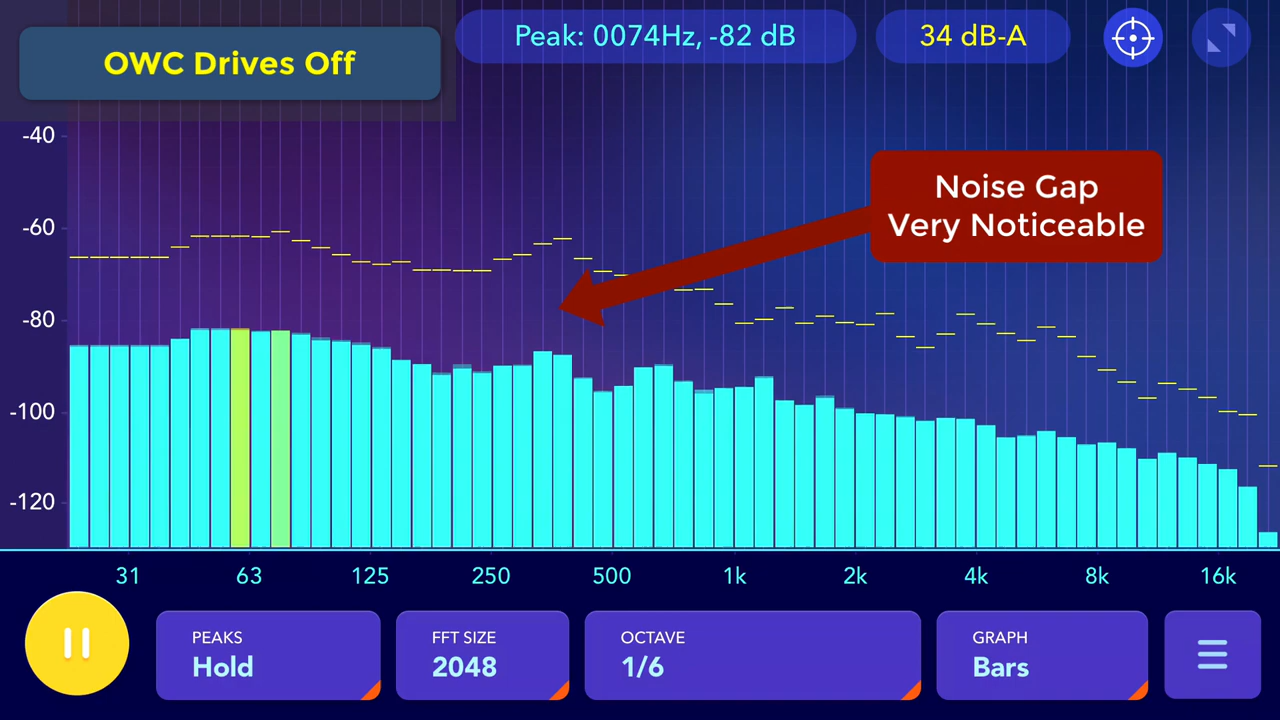 OWC Drives Off
Peak: 0074Hz, -82 dB
34 dB-A
-40
-60
-80
-100
-120
Noise Gap
Very Noticeable
31 63 125 250 500 1k 2k 4k 8k 16k
PEAKS
Hold
FFT SIZE
2048
OCTAVE
1/6
GRAPH
Bars